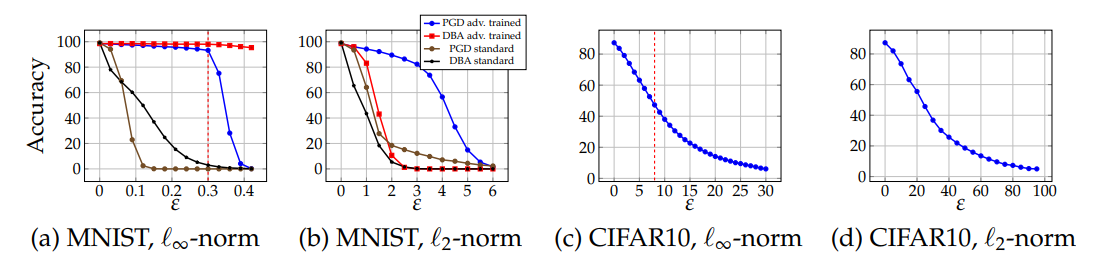 Accuracy
100
80
60
40
20
0
0 0.1 0.2 0.3 0.4
ε
(a) MNIST, ℓ∞-norm
100
80
60
40
20
0
0 1 2 3 4 5 6
ε
PGD adv. trained
DBA adv. trained
PGD standard
DBA standard
(b) MNIST, ℓ2-norm
80
60
40
20
0
0 5 10 15 20 25 30
ε
(c) CIFAR10, ℓ∞-norm
80
60
40
20
0
0 20 40 60 80 100
ε
(d) CIFAR10, ℓ2-norm